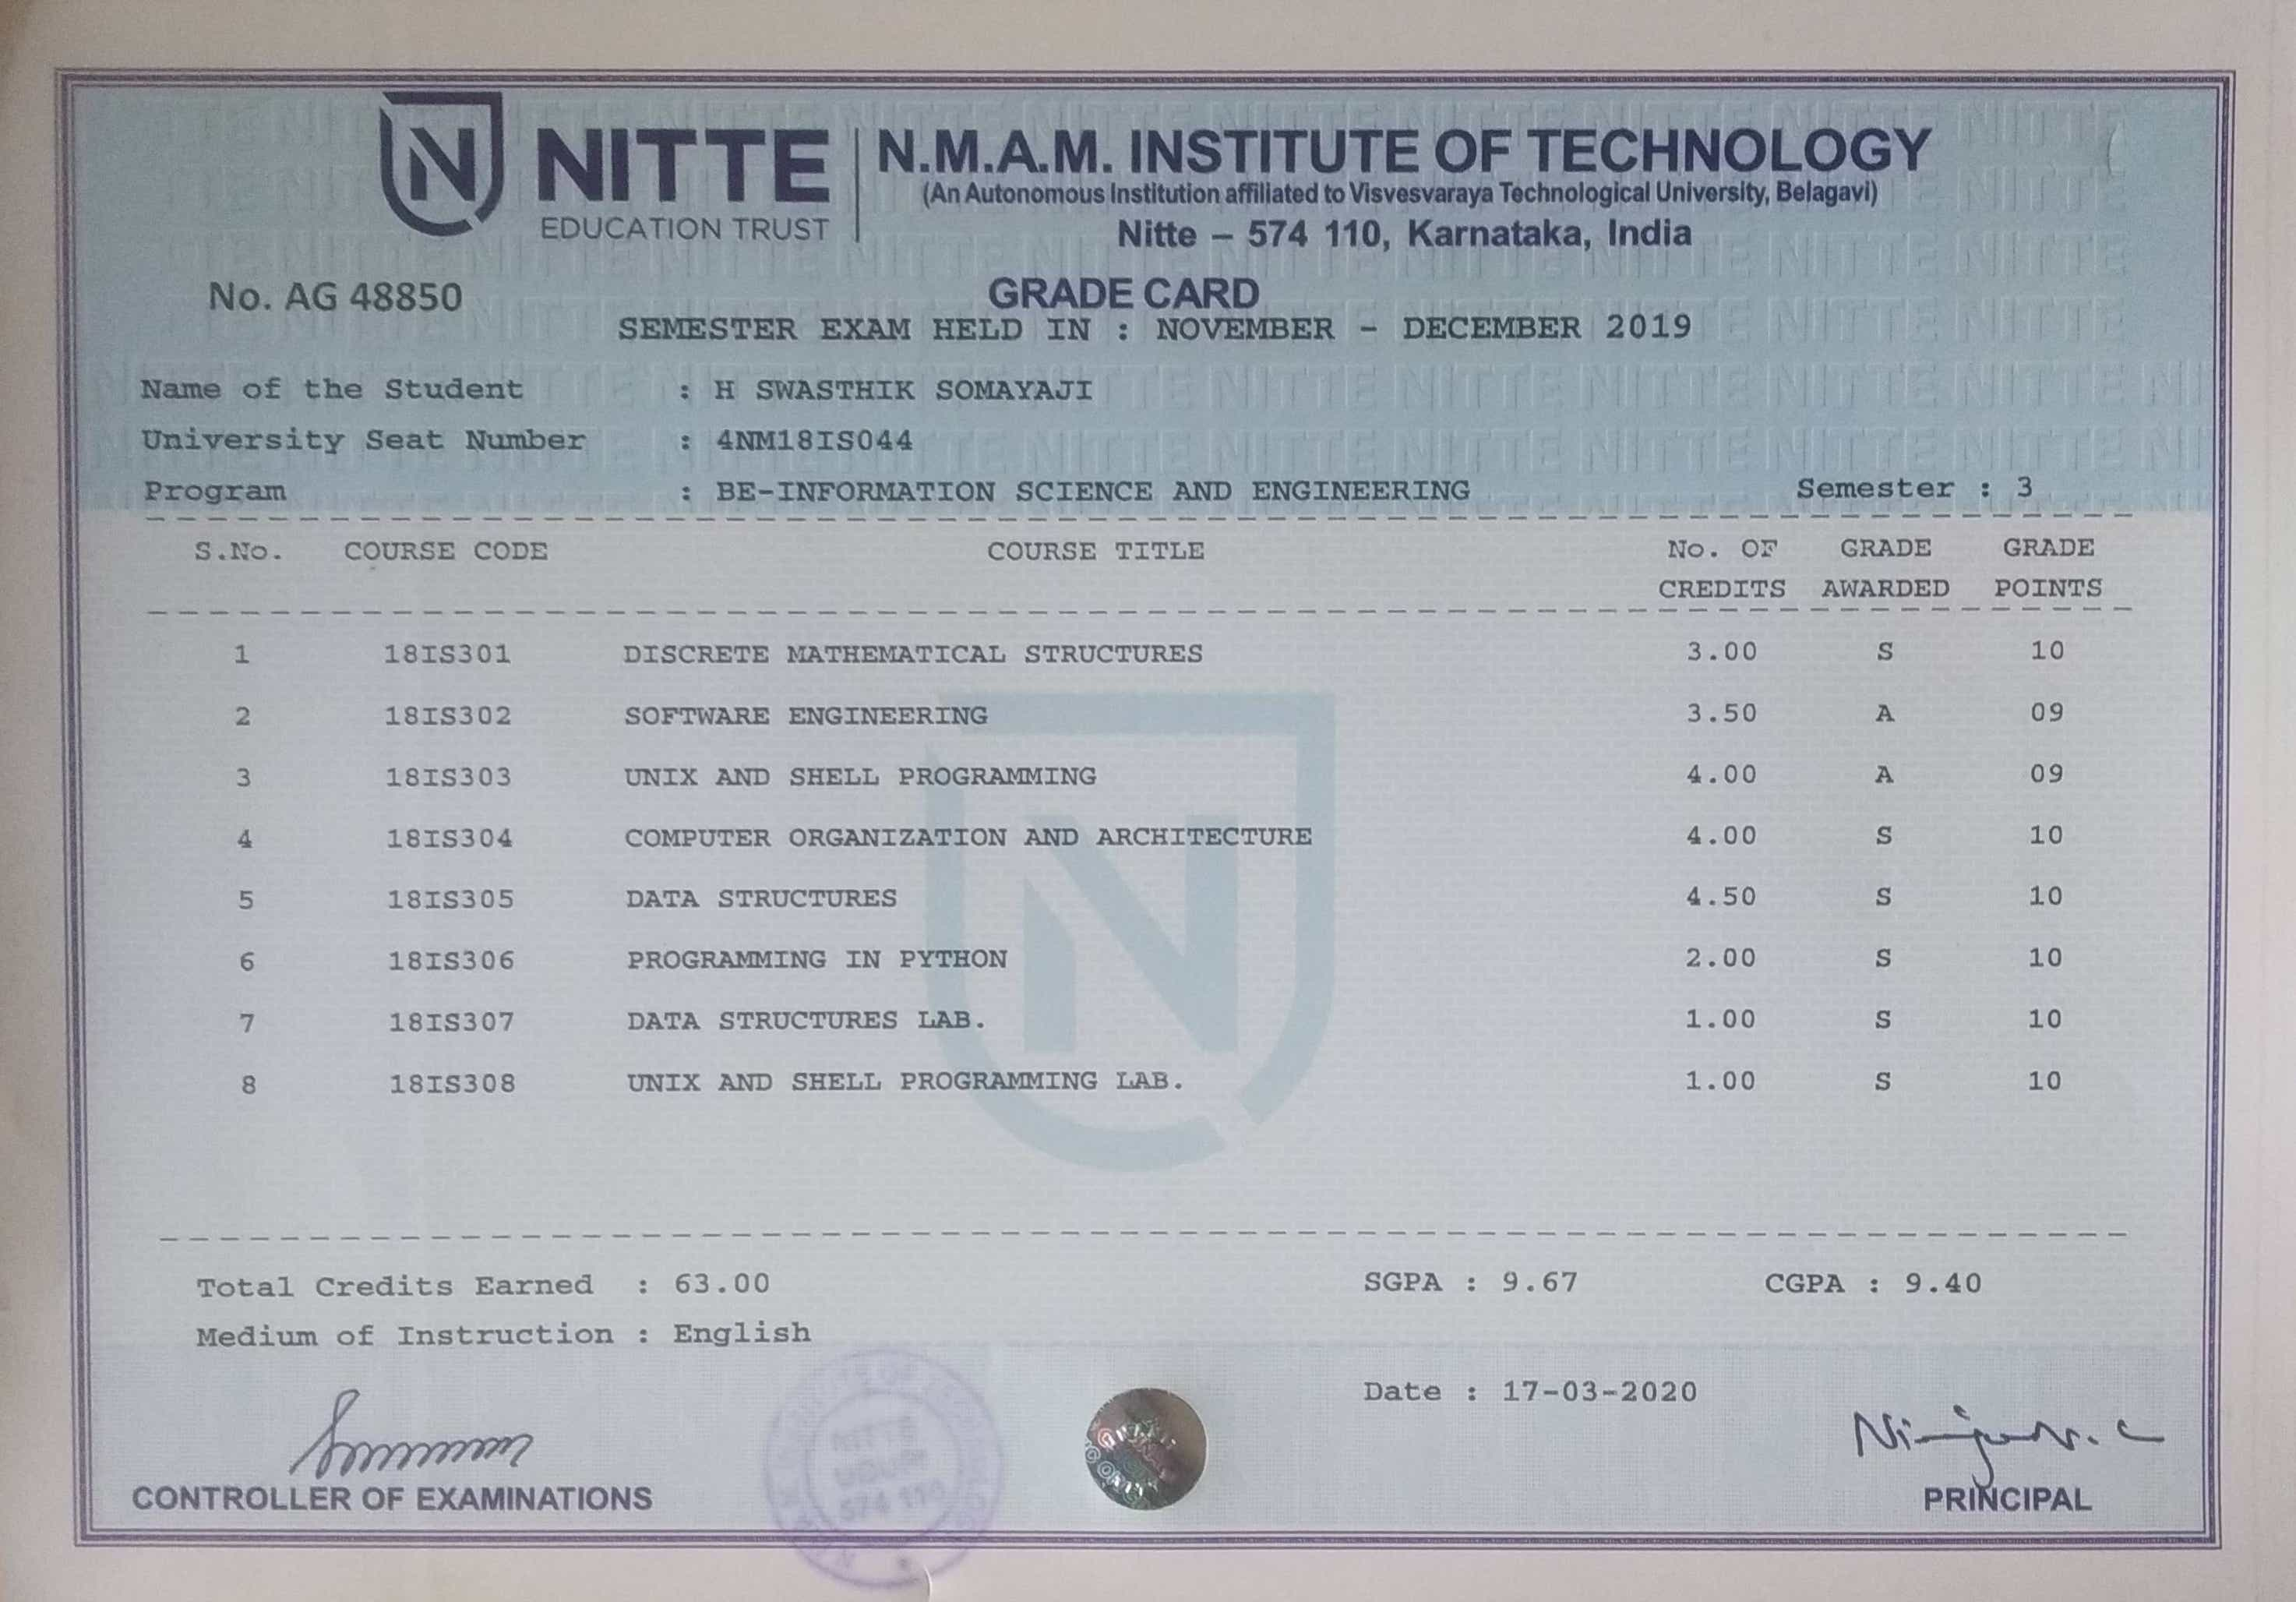 N NITTE
EDUCATION TRUST
N.M.A.M. INSTITUTE OF TECHNOLOGY
(An Autonomous Institution affiliated to Visvesvaraya Technological University, Belagavi)
Nitte – 574 110, Karnataka, India
No. AG 48850
GRADE CARD
SEMESTER EXAM HELD IN : NOVEMBER - DECEMBER 2019
Name of the Student : H SWASTHIK SOMAYAJI
University Seat Number : 4NM18IS044
Program : BE-INFORMATION SCIENCE AND ENGINEERING Semester : 3
S.No. COURSE CODE COURSE TITLE No. OF GRADE GRADE
CREDITS AWARDED POINTS
1 18IS301 DISCRETE MATHEMATICAL STRUCTURES 3.00 S 10
2 18IS302 SOFTWARE ENGINEERING 3.50 A 09
3 18IS303 UNIX AND SHELL PROGRAMMING 4.00 A 09
4 18IS304 COMPUTER ORGANIZATION AND ARCHITECTURE 4.00 S 10
5 18IS305 DATA STRUCTURES 4.50 S 10
6 18IS306 PROGRAMMING IN PYTHON 2.00 S 10
7 18IS307 DATA STRUCTURES LAB. 1.00 S 10
8 18IS308 UNIX AND SHELL PROGRAMMING LAB. 1.00 S 10
Total Credits Earned : 63.00 SGPA : 9.67 CGPA : 9.40
Medium of Instruction : English
Date : 17-03-2020
NITTE
UDUPI
574 110
CONTROLLER OF EXAMINATIONS
PRINCIPAL